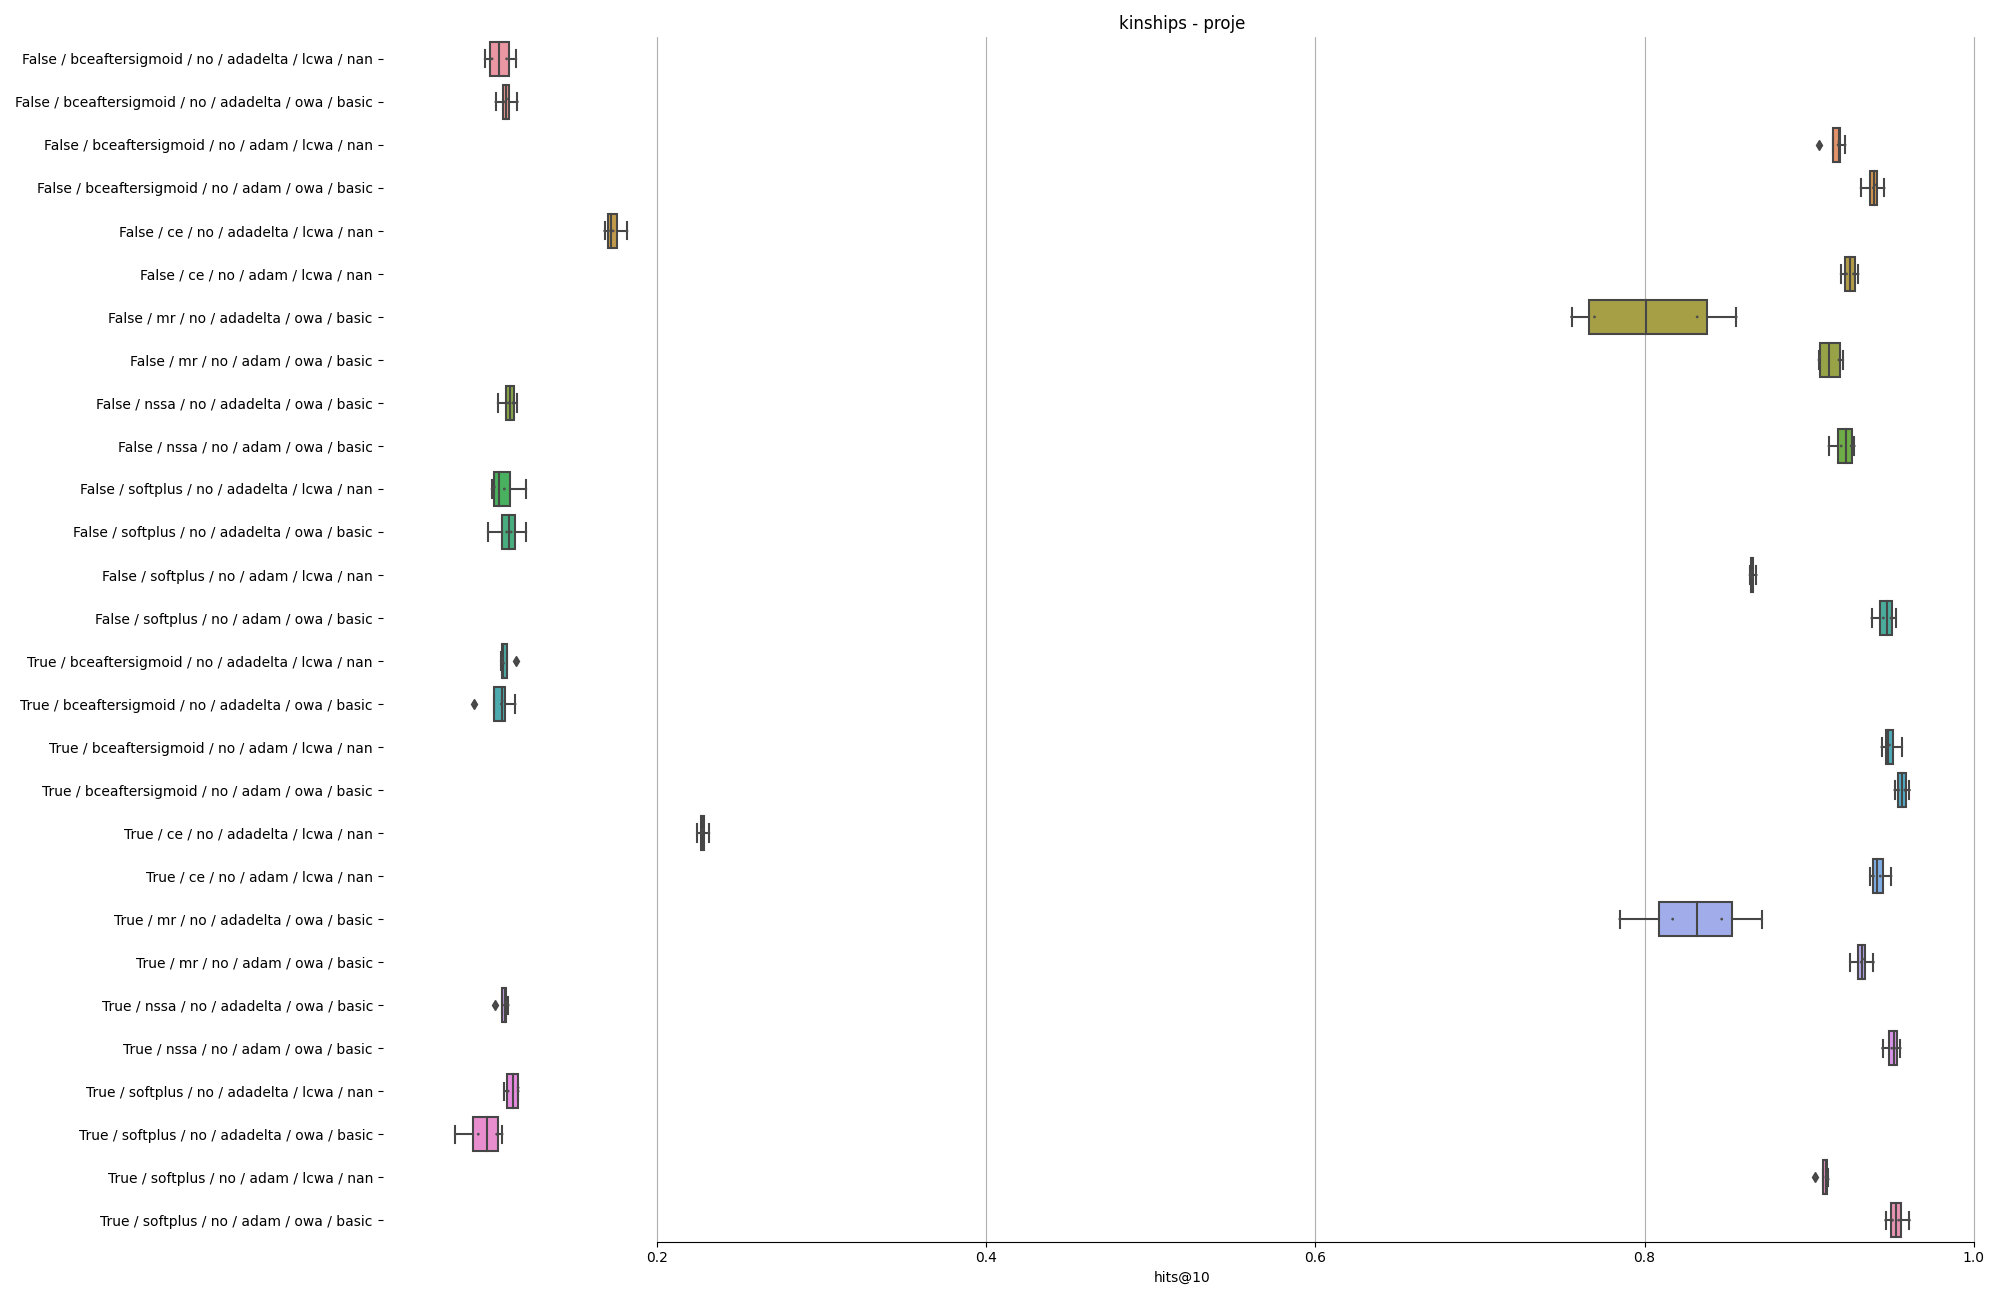 kinships - proje
False / bceaftersigmoid / no / adadelta / lcwa / nan
False / bceaftersigmoid / no / adadelta / owa / basic
False / bceaftersigmoid / no / adam / lcwa / nan
False / bceaftersigmoid / no / adam / owa / basic
False / ce / no / adadelta / lcwa / nan
False / ce / no / adam / lcwa / nan
False / mr / no / adadelta / owa / basic
False / mr / no / adam / owa / basic
False / nssa / no / adadelta / owa / basic
False / nssa / no / adam / owa / basic
False / softplus / no / adadelta / lcwa / nan
False / softplus / no / adadelta / owa / basic
False / softplus / no / adam / lcwa / nan
False / softplus / no / adam / owa / basic
True / bceaftersigmoid / no / adadelta / lcwa / nan
True / bceaftersigmoid / no / adadelta / owa / basic
True / bceaftersigmoid / no / adam / lcwa / nan
True / bceaftersigmoid / no / adam / owa / basic
True / ce / no / adadelta / lcwa / nan
True / ce / no / adam / lcwa / nan
True / mr / no / adadelta / owa / basic
True / mr / no / adam / owa / basic
True / nssa / no / adadelta / owa / basic
True / nssa / no / adam / owa / basic
True / softplus / no / adadelta / lcwa / nan
True / softplus / no / adadelta / owa / basic
True / softplus / no / adam / lcwa / nan
True / softplus / no / adam / owa / basic
0.2 0.4 0.6 0.8 1.0
hits@10